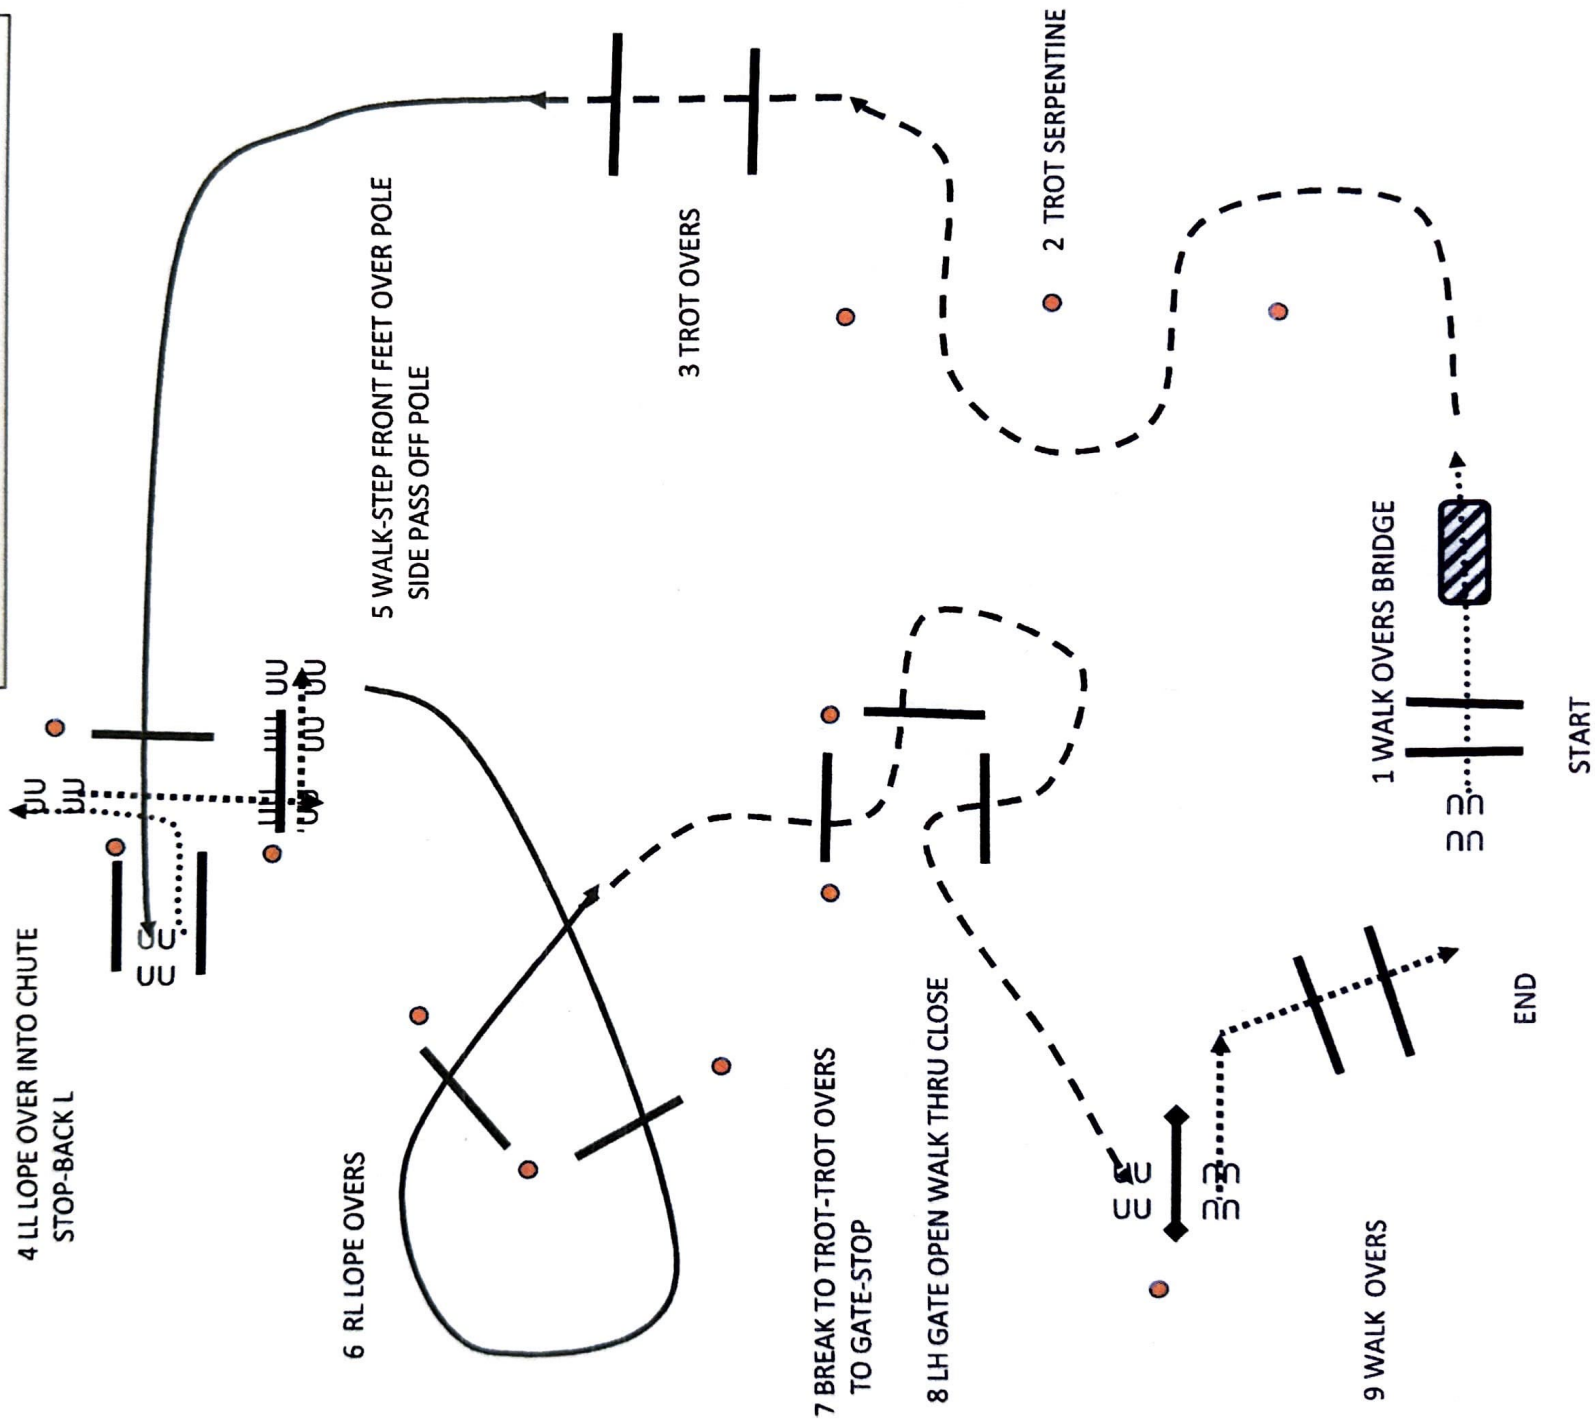 4 LL LOPE OVER INTO CHUTE
STOP-BACK L
5 WALK-STEP FRONT FEET OVER POLE
SIDE PASS OFF POLE
3 TROT OVERS
2 TROT SERPENTINE
6 RL LOPE OVERS
7 BREAK TO TROT-TROT OVERS
TO GATE-STOP
8 LH GATE OPEN WALK THRU CLOSE
1 WALK OVERS BRIDGE
START
END
9 WALK OVERS